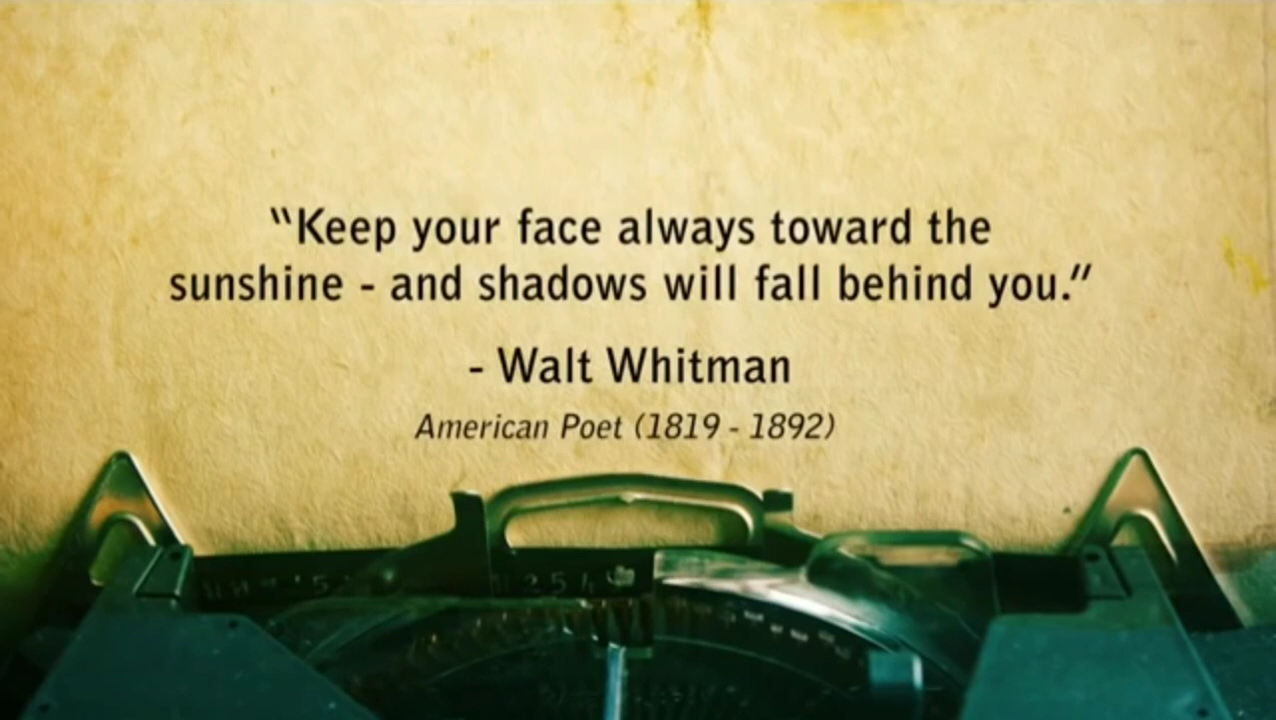 “Keep your face always toward the
sunshine - and shadows will fall behind you.”
- Walt Whitman
American Poet (1819 - 1892)